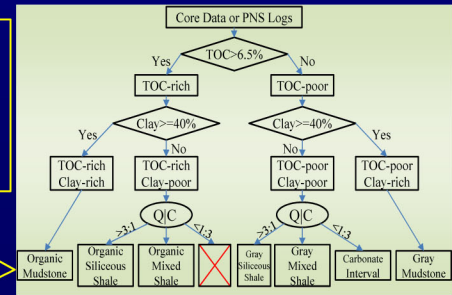 Core Data or PNS Logs
Yes
TOC>6.5%
No
TOC-rich
TOC-poor
Yes
Clay>=40%
Clay>=40%
Yes
No
No
TOC-rich
Clay-rich
TOC-rich
Clay-poor
TOC-poor
Clay-poor
TOC-poor
Clay-rich
>3:1
Q|C
<1:3
>3:1
Q|C
<1:3
Organic
Mudstone
Organic
Siliceous
Shale
Organic
Mixed
Shale
Gray
Siliceous
Shale
Gray
Mixed
Shale
Carbonate
Interval
Gray
Mudstone